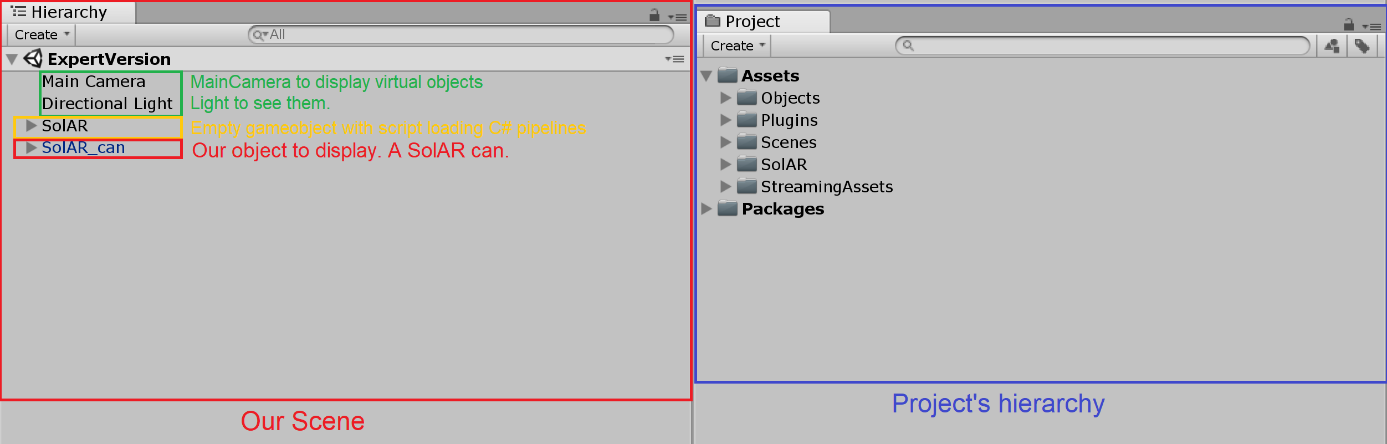 Hierarchy
Create
All
ExpertVersion
Main Camera MainCamera to display virtual objects
Directional Light Light to see them.
SolAR Empty gameobject with script loading C# pipelines
SolAR_can Our object to display. A SolAR can.
Our Scene
Project
Create
Assets
Objects
Plugins
Scenes
SolAR
StreamingAssets
Packages
Project's hierarchy